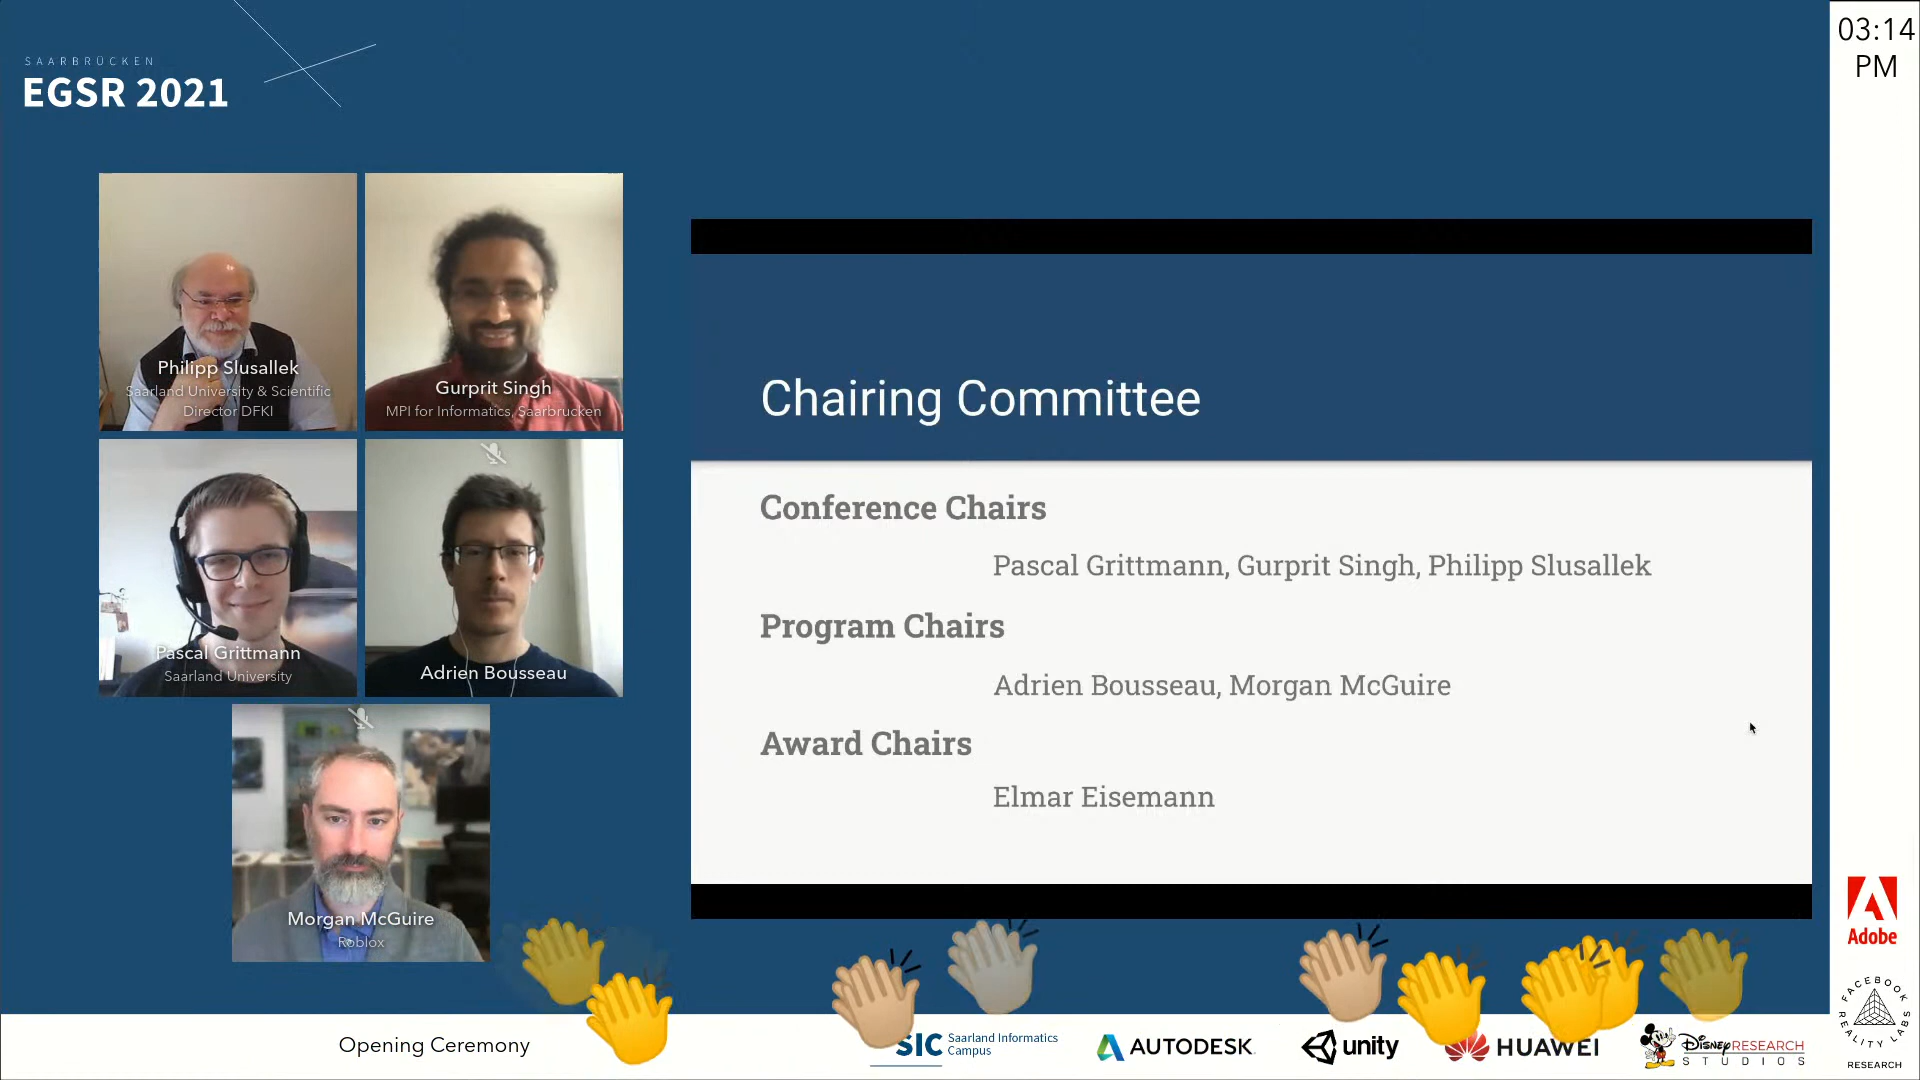 SAARBRÜCKEN
EGSR 2021
03:14
PM
Philipp Slusallek
Saarland University & Scientific
Director DFKI
Gurprit Singh
MPI for Informatics, Saarbrucken
Pascal Grittmann
Saarland University
Adrien Bousseau
Morgan McGuire
Roblox
Chairing Committee
Conference Chairs
Pascal Grittmann, Gurprit Singh, Philipp Slusallek
Program Chairs
Adrien Bousseau, Morgan McGuire
Award Chairs
Elmar Eisemann
Adobe
FACEBOOK REALITY LABS
RESEARCH
Opening Ceremony
SIC Saarland Informatics
Campus
AUTODESK
unity
HUAWEI
DISNEY RESEARCH
STUDIOS